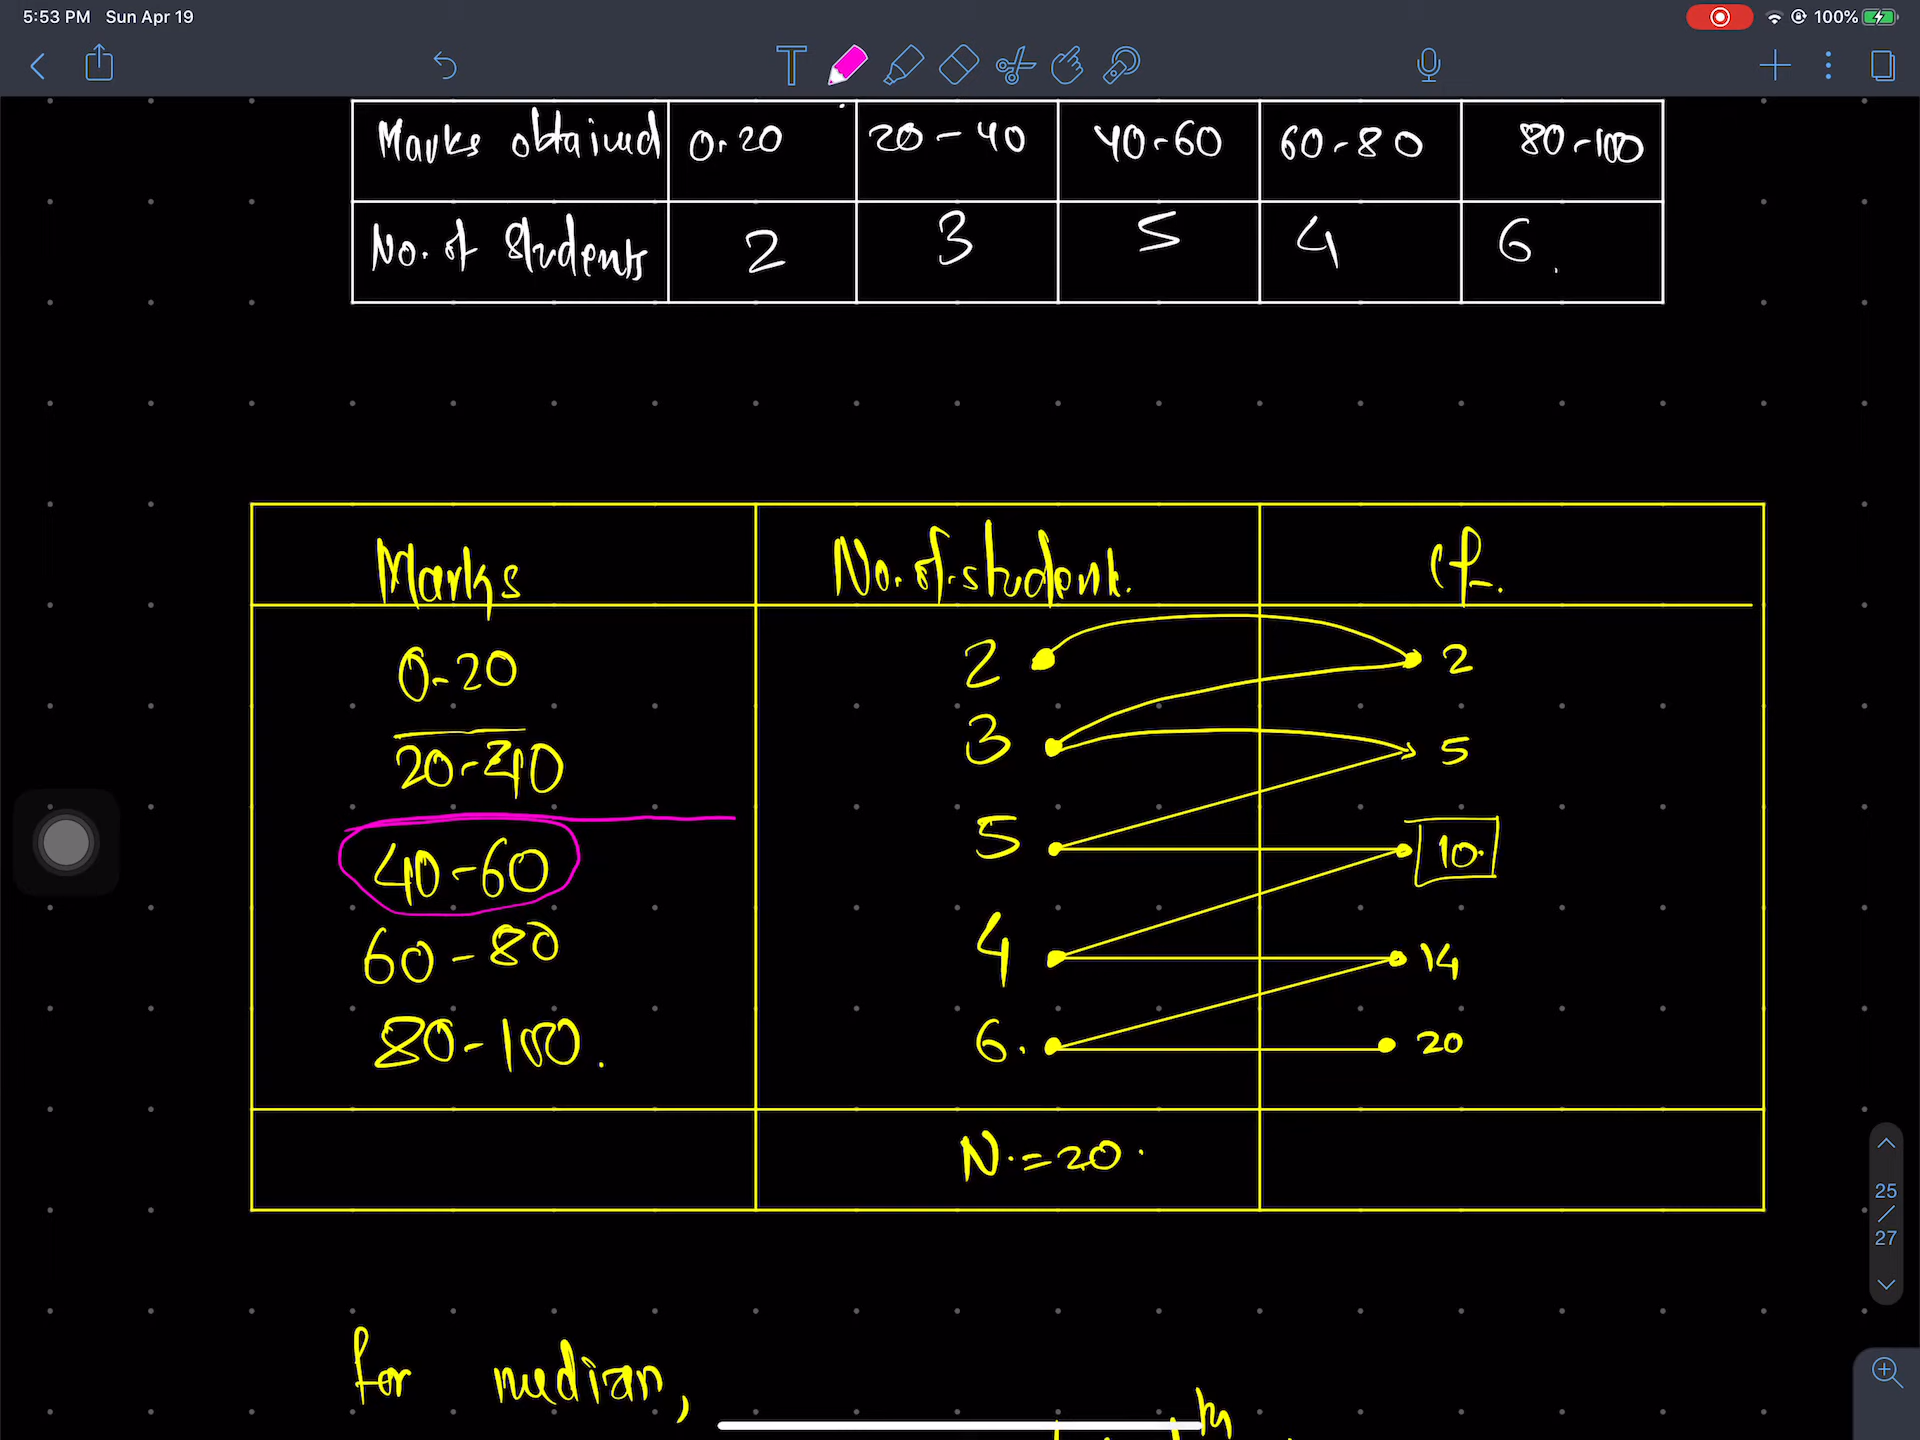 5:53 PM Sun Apr 19 100%
Marks obtained 0-20 20-40 40-60 60-80 80-100
No. of Students 2 3 5 4 6.
Marks No. of student. cf.
0-20 2 2
20-40 3 5
40-60 5 10.
60-80 4 14
80-100. 6. 20
N = 20.
25
/
27
for median,
th